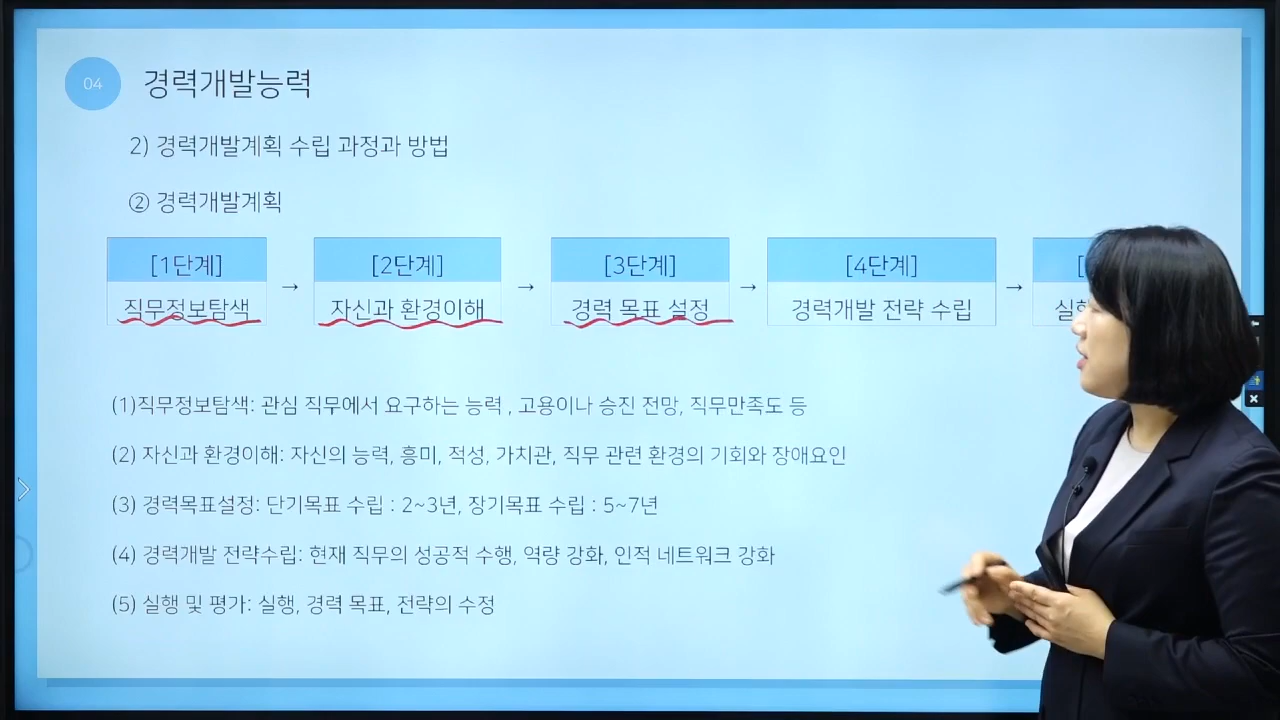 04
경력개발능력
2) 경력개발계획 수립 과정과 방법
② 경력개발계획
[1단계] → [2단계] → [3단계] → [4단계] → [
직무정보탐색 자신과 환경이해 경력 목표 설정 경력개발 전략 수립
(1)직무정보탐색: 관심 직무에서 요구하는 능력 , 고용이나 승진 전망, 직무만족도 등
(2) 자신과 환경이해: 자신의 능력, 흥미, 적성, 가치관, 직무 관련 환경의 기회와 장애요인
(3) 경력목표설정: 단기목표 수립 : 2~3년, 장기목표 수립 : 5~7년
(4) 경력개발 전략수립: 현재 직무의 성공적 수행, 역량 강화, 인적 네트워크 강화
(5) 실행 및 평가: 실행, 경력 목표, 전략의 수정